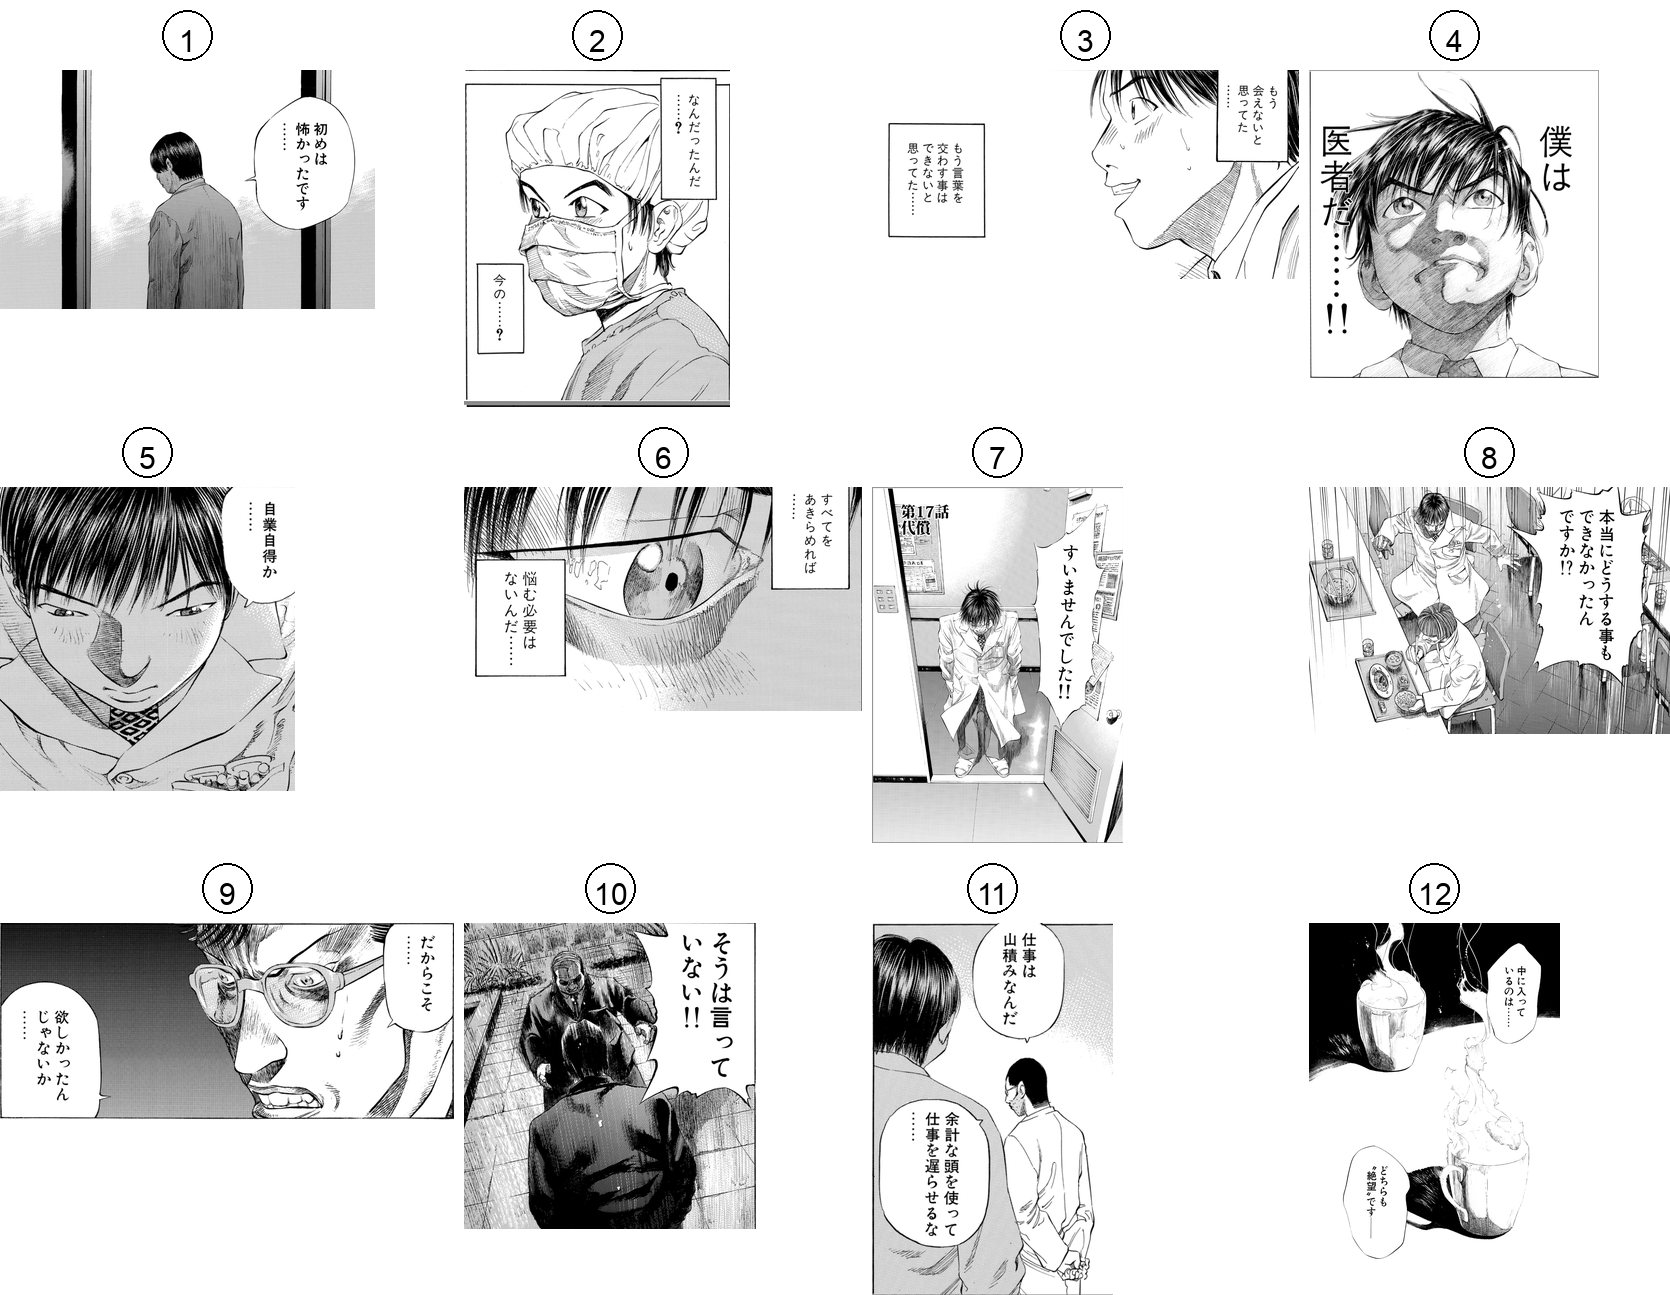 1
初めは
怖かったです
……
2
なんだったんだ
……?
今の……?
3
もう
会えないと
思ってた
……
もう言葉を
交わす事は
できないと
思ってた……
4
僕は
医者だ………!!
5
自業自得か
……
6
すべてを
あきらめれば
……
悩む必要は
ないんだ……
7
第17話
代償
すいませんでした!!
8
本当にどうする事も
できなかったん
ですか!?
9
だからこそ
……
欲しかったん
じゃないか
……
10
そうは言って
いない!!
11
仕事は
山積みなんだ
余計な頭を使って
仕事を遅らせるな
……
12
中に入って
いるのは……
どちらも
“絶望”です──